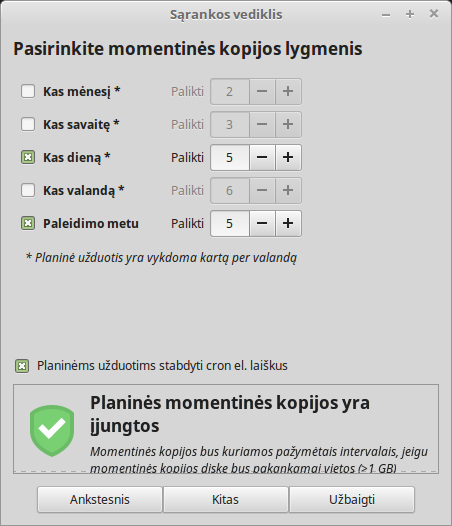 Sąrankos vediklis
Pasirinkite momentinės kopijos lygmenis
Kas mėnesį * Palikti 2
Kas savaitę * Palikti 3
Kas dieną * Palikti 5
Kas valandą * Palikti 6
Paleidimo metu Palikti 5
* Planinė užduotis yra vykdoma kartą per valandą
Planinėms užduotims stabdyti cron el. laiškus
Planinės momentinės kopijos yra
įjungtos
Momentinės kopijos bus kuriamos pažymėtais intervalais, jeigu
momentinės kopijos diske bus pakankamai vietos (>1 GB)
Ankstesnis Kitas Užbaigti